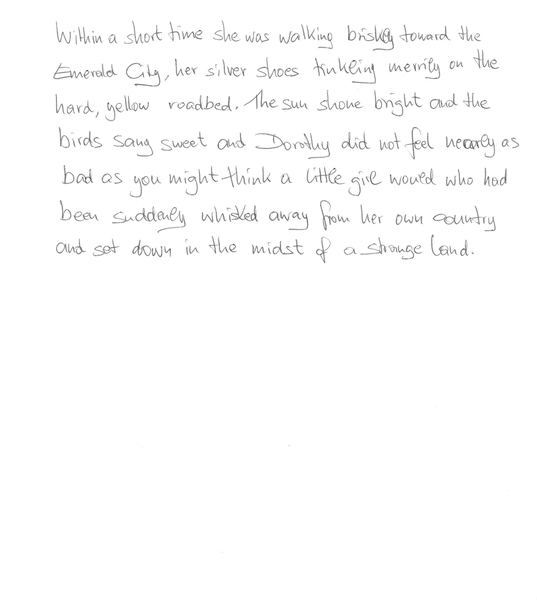 Within a short time she was walking briskly toward the
Emerald City, her silver shoes tinkling merrily on the
hard, yellow roadbed. The sun shone bright and the
birds sang sweet and Dorothy did not feel nearly as
bad as you might think a little girl would who had
been suddenly whisked away from her own country
and set down in the midst of a strange land.